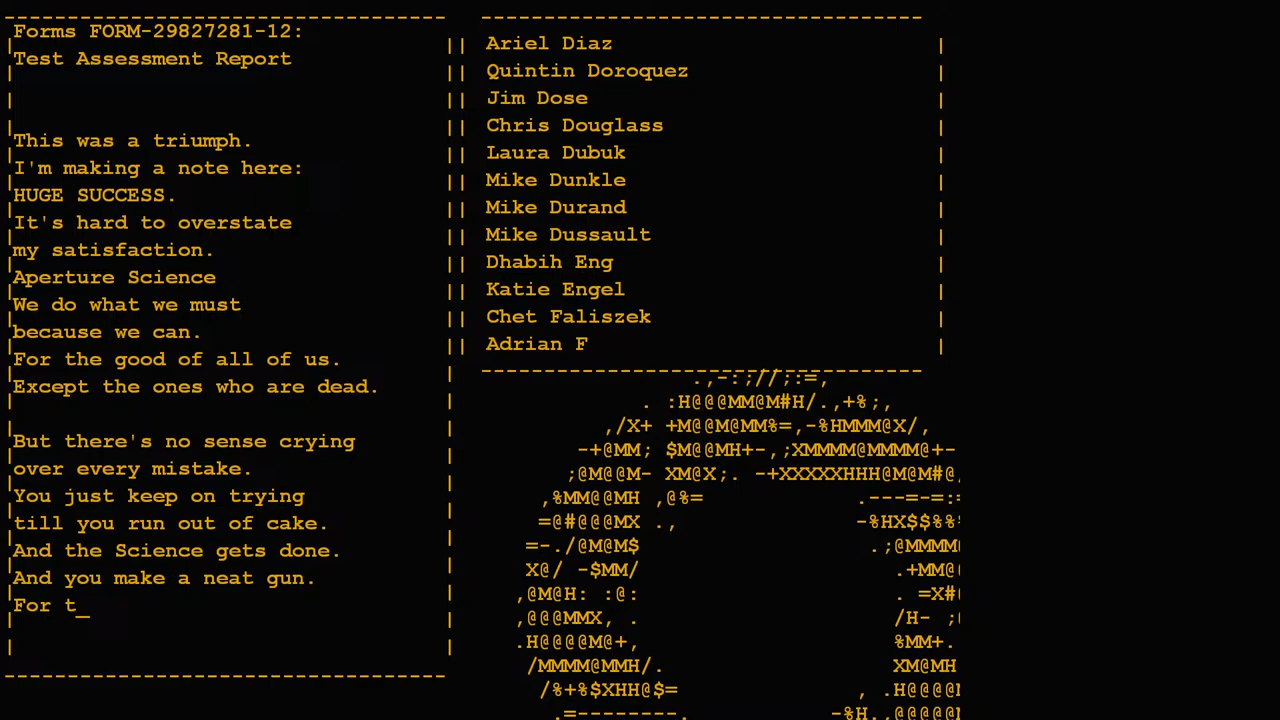 Forms FORM-29827281-12:
Test Assessment Report
This was a triumph.
I'm making a note here:
HUGE SUCCESS.
It's hard to overstate
my satisfaction.
Aperture Science
We do what we must
because we can.
For the good of all of us.
Except the ones who are dead.
But there's no sense crying
over every mistake.
You just keep on trying
till you run out of cake.
And the Science gets done.
And you make a neat gun.
For t_
Ariel Diaz
Quintin Doroquez
Jim Dose
Chris Douglass
Laura Dubuk
Mike Dunkle
Mike Durand
Mike Dussault
Dhabih Eng
Katie Engel
Chet Faliszek
Adrian F